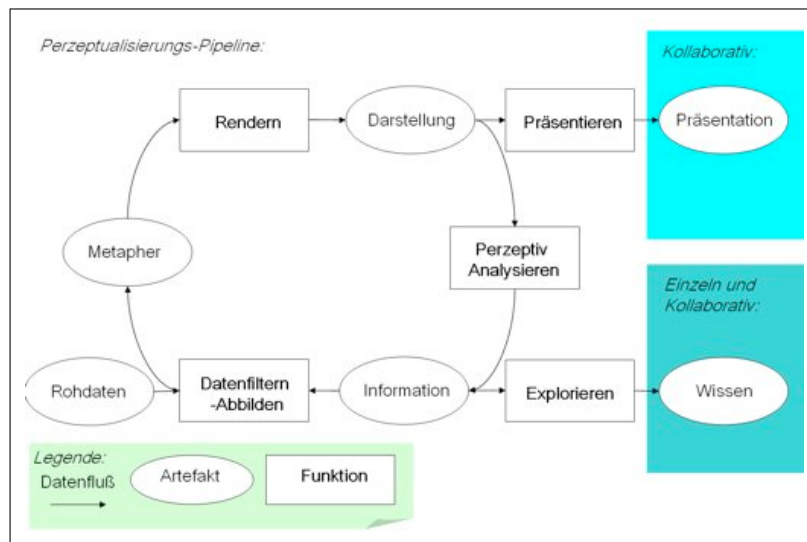 Perzeptualisierungs-Pipeline:
Kollaborativ:
Rendern
Darstellung
Präsentieren
Präsentation
Metapher
Perzeptiv
Analysieren
Einzeln und
Kollaborativ:
Rohdaten
Datenfiltern
-Abbilden
Information
Explorieren
Wissen
Legende:
Datenfluß
Artefakt
Funktion